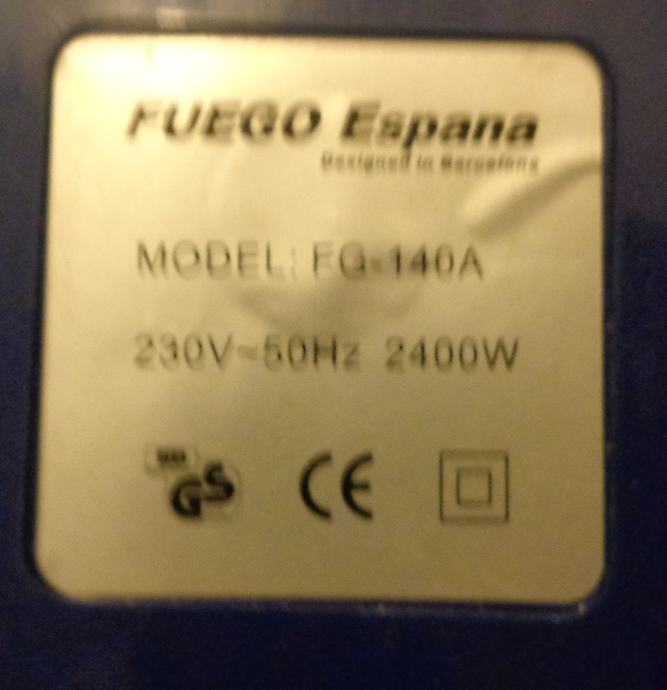 FUEGO Espana
Designed in Barcelona
MODEL: FG-140A
230V~50Hz 2400W
GS CE